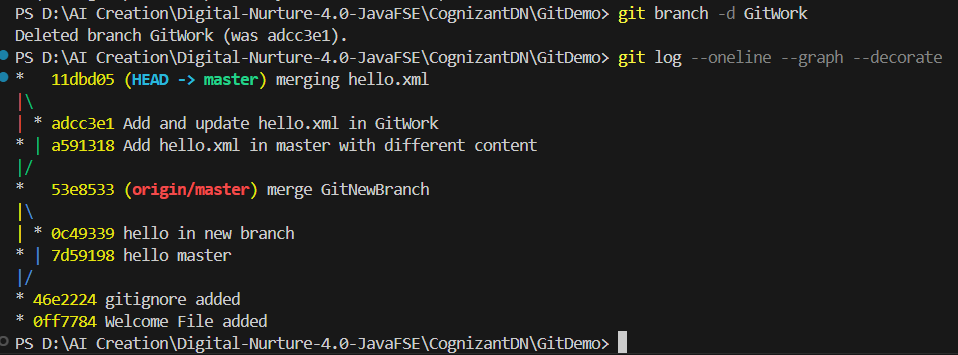 PS D:\AI Creation\Digital-Nurture-4.0-JavaFSE\CognizantDN\GitDemo> git branch -d GitWork
Deleted branch GitWork (was adcc3e1).
PS D:\AI Creation\Digital-Nurture-4.0-JavaFSE\CognizantDN\GitDemo> git log --oneline --graph --decorate
*   11dbd05 (HEAD -> master) merging hello.xml
|\
| * adcc3e1 Add and update hello.xml in GitWork
* | a591318 Add hello.xml in master with different content
|/
*   53e8533 (origin/master) merge GitNewBranch
|\
| * 0c49339 hello in new branch
* | 7d59198 hello master
|/
* 46e2224 gitignore added
* 0ff7784 Welcome File added
PS D:\AI Creation\Digital-Nurture-4.0-JavaFSE\CognizantDN\GitDemo>